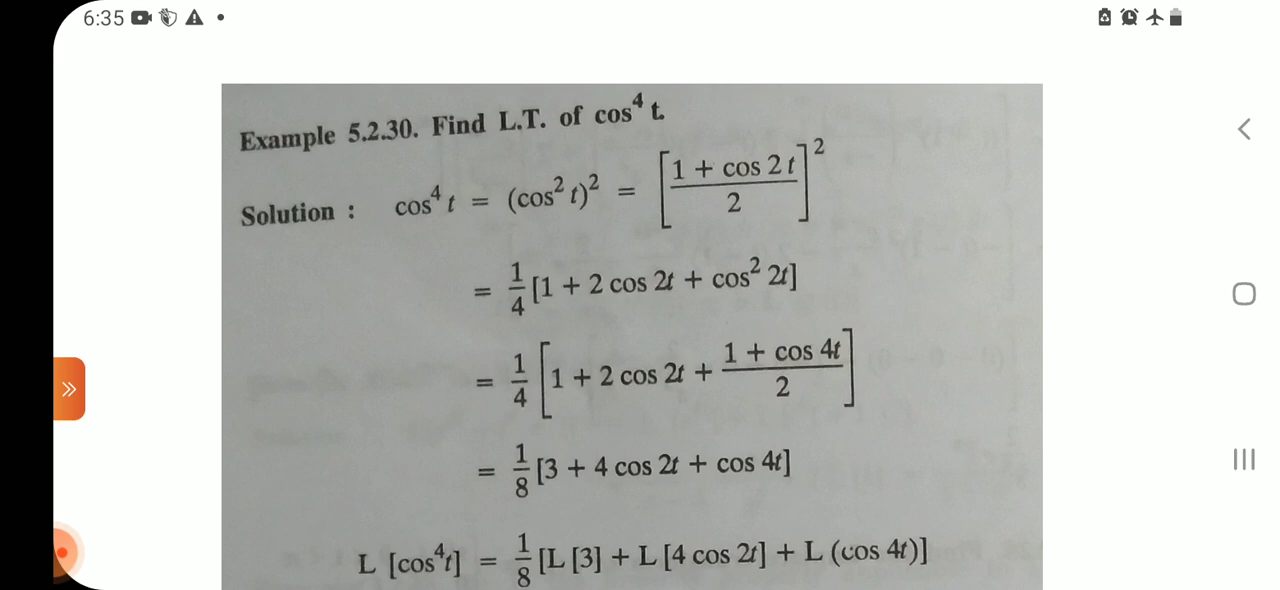 6:35
Example 5.2.30. Find L.T. of cos⁴ t.
Solution : cos⁴ t = (cos² t)² = [1 + cos 2t / 2]²
= 1/4 [1 + 2 cos 2t + cos² 2t]
= 1/4 [1 + 2 cos 2t + 1 + cos 4t / 2]
= 1/8 [3 + 4 cos 2t + cos 4t]
L [cos⁴t] = 1/8 [L [3] + L [4 cos 2t] + L (cos 4t)]